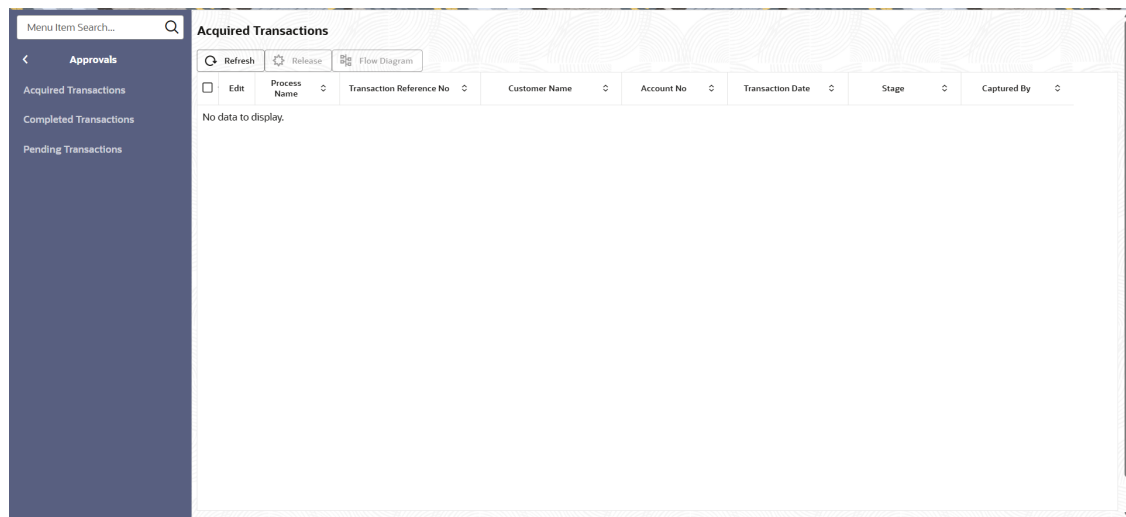 Menu Item Search...
Approvals
Acquired Transactions
Completed Transactions
Pending Transactions
Acquired Transactions
Refresh Release Flow Diagram
Edit Process Name Transaction Reference No Customer Name Account No Transaction Date Stage Captured By
No data to display.